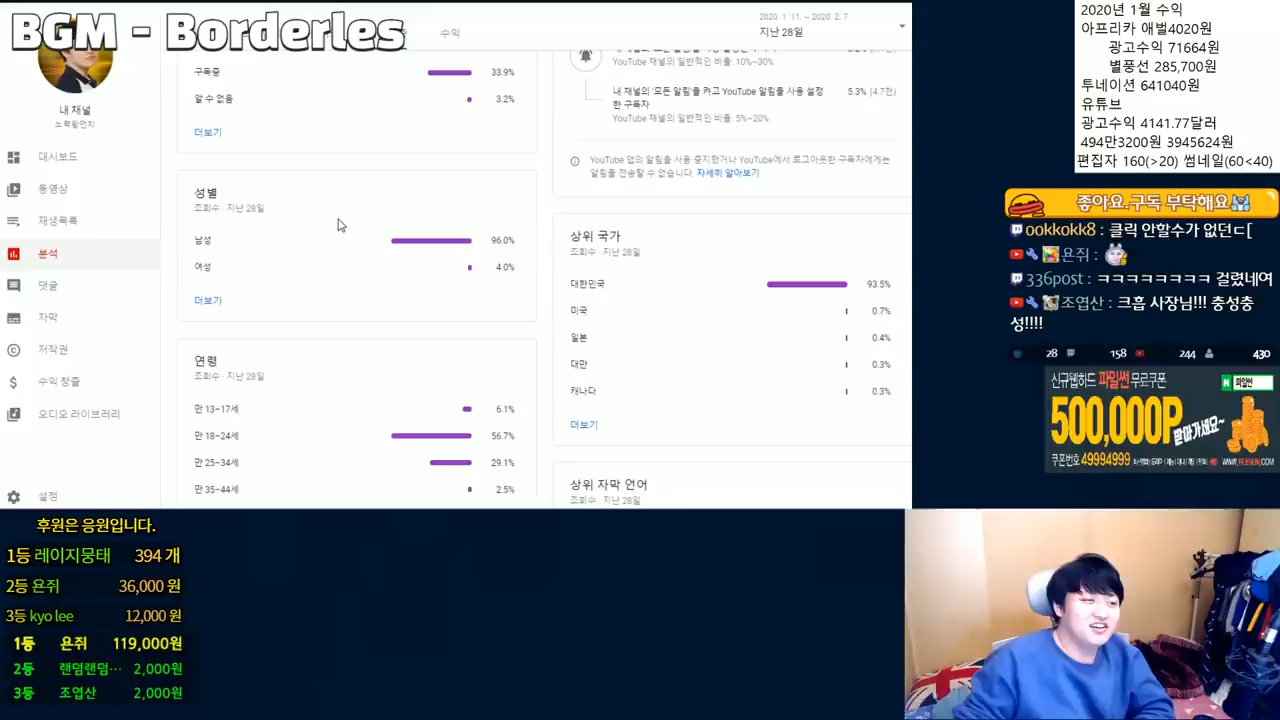 BGM - Borderles
수익
2020. 1. 11. ~ 2020. 2. 7.
지난 28일
내 채널
노력왕먼지
대시보드
동영상
재생목록
분석
댓글
자막
저작권
수익 창출
오디오 라이브러리
설정
구독중 33.9%
알 수 없음 3.2%
더보기
성별
조회수 · 지난 28일
남성 96.0%
여성 4.0%
더보기
연령
조회수 · 지난 28일
만 13-17세 6.1%
만 18-24세 56.7%
만 25-34세 29.1%
만 35-44세 2.5%
YouTube 채널의 일반적인 비율: 10%~30%
내 채널의 '모든 알림'을 켜고 YouTube 알림을 사용 설정
한 구독자
5.3% (4.7천)
YouTube 채널의 일반적인 비율: 5%~20%
YouTube 앱의 알림을 사용 중지했거나 YouTube에서 로그아웃한 구독자에게는
알림을 전송할 수 없습니다. 자세히 알아보기
상위 국가
조회수 · 지난 28일
대한민국 93.5%
미국 0.7%
일본 0.4%
대만 0.3%
캐나다 0.3%
더보기
상위 자막 언어
조회수 · 지난 28일
2020년 1월 수익
아프리카 애벌4020원
광고수익 71664원
별풍선 285,700원
투네이션 641040원
유튜브
광고수익 4141.77달러
494만3200원 3945624원
편집자 160(>20) 썸네일(60<40)
좋아요.구독 부탁해요
ookkokk8 : 클릭 안할수가 없던ㄷ[
욘쥐 :
336post : ㅋㅋㅋㅋㅋㅋㅋㅋ 걸렸네여
조엽산 : 크흡 사장님!!! 충성충
성!!!!
28 158 244 430
신규웹하드 파일썬 무료쿠폰
파일썬
500,000P
받아가세요~
쿠폰번호 49994999
WWW.FILESUN.COM
후원은 응원입니다.
1등 레이지뭉태 394 개
2등 욘쥐 36,000 원
3등 kyo lee 12,000 원
1등 욘쥐 119,000원
2등 랜덤랜덤… 2,000원
3등 조엽산 2,000원